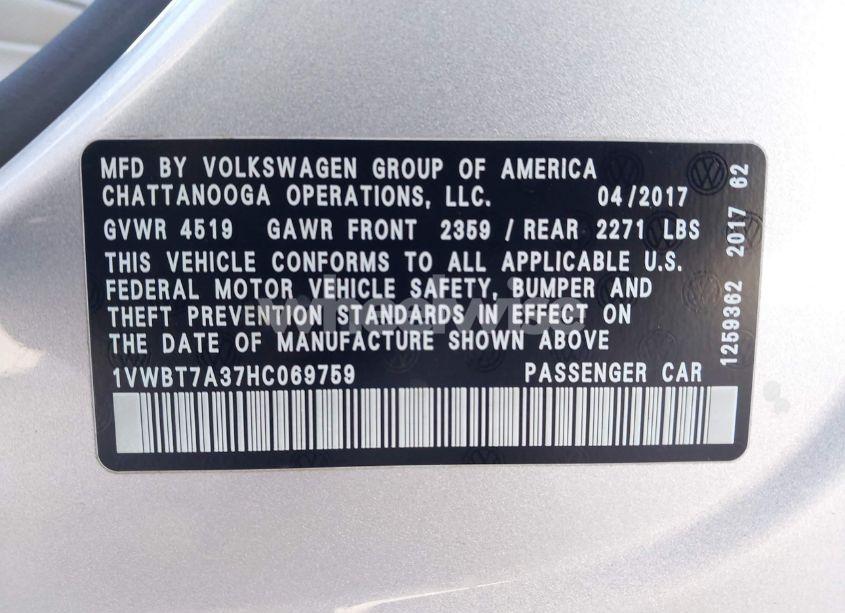 MFD BY VOLKSWAGEN GROUP OF AMERICA
CHATTANOOGA OPERATIONS, LLC. 04/2017
GVWR 4519 GAWR FRONT 2359 / REAR 2271 LBS
THIS VEHICLE CONFORMS TO ALL APPLICABLE U.S.
FEDERAL MOTOR VEHICLE SAFETY, BUMPER AND
THEFT PREVENTION STANDARDS IN EFFECT ON
THE DATE OF MANUFACTURE SHOWN ABOVE
1VWBT7A37HC069759 PASSENGER CAR
1259362 2017 62
wheelwise